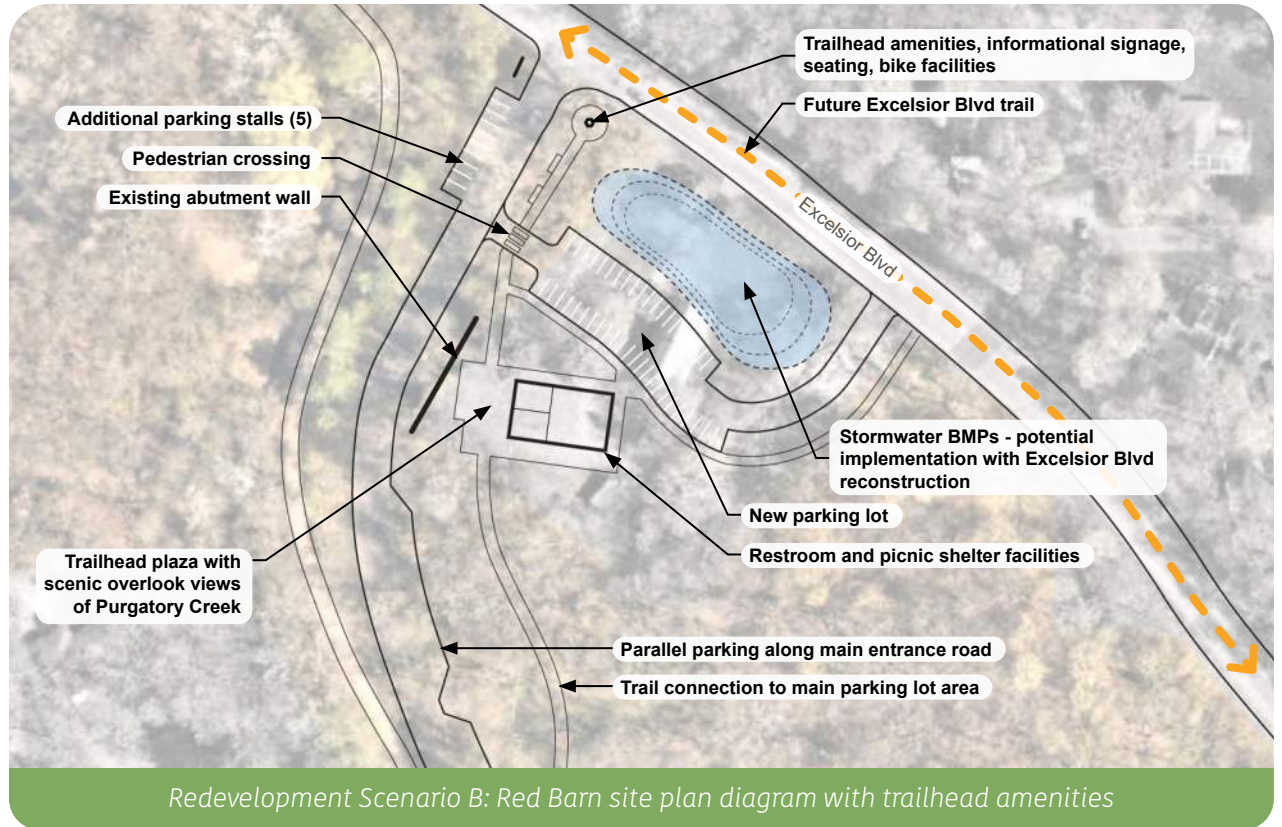 Trailhead amenities, informational signage,
seating, bike facilities
Future Excelsior Blvd trail
Additional parking stalls (5)
Pedestrian crossing
Existing abutment wall
Excelsior Blvd
Stormwater BMPs - potential
implementation with Excelsior Blvd
reconstruction
New parking lot
Restroom and picnic shelter facilities
Trailhead plaza with
scenic overlook views
of Purgatory Creek
Parallel parking along main entrance road
Trail connection to main parking lot area
Redevelopment Scenario B: Red Barn site plan diagram with trailhead amenities